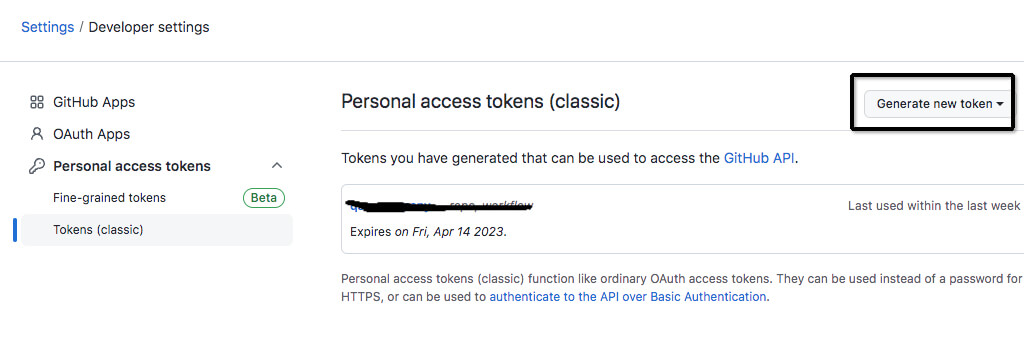 Settings / Developer settings
GitHub Apps
OAuth Apps
Personal access tokens
Fine-grained tokens Beta
Tokens (classic)
Personal access tokens (classic)
Generate new token
Tokens you have generated that can be used to access the GitHub API.
repo, workflow
Last used within the last week
Expires on Fri, Apr 14 2023.
Personal access tokens (classic) function like ordinary OAuth access tokens. They can be used instead of a password for
HTTPS, or can be used to authenticate to the API over Basic Authentication.